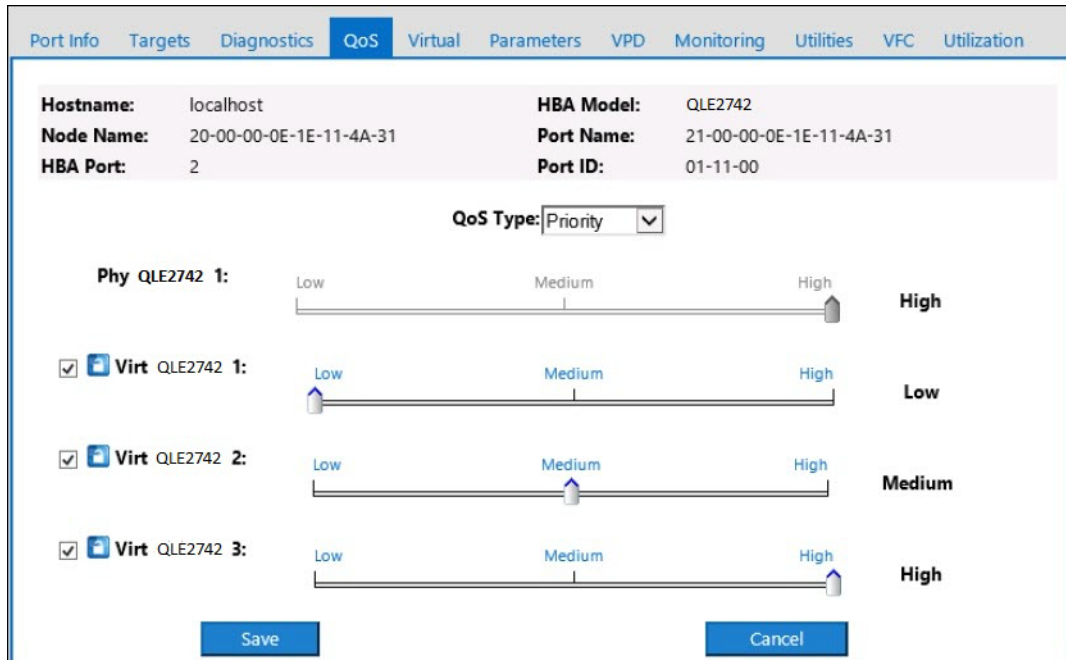 Port Info Targets Diagnostics QoS Virtual Parameters VPD Monitoring Utilities VFC Utilization
Hostname: localhost HBA Model: QLE2742
Node Name: 20-00-00-0E-1E-11-4A-31 Port Name: 21-00-00-0E-1E-11-4A-31
HBA Port: 2 Port ID: 01-11-00
QoS Type: Priority
Phy QLE2742 1: Low Medium High High
Virt QLE2742 1: Low Medium High Low
Virt QLE2742 2: Low Medium High Medium
Virt QLE2742 3: Low Medium High High
Save Cancel